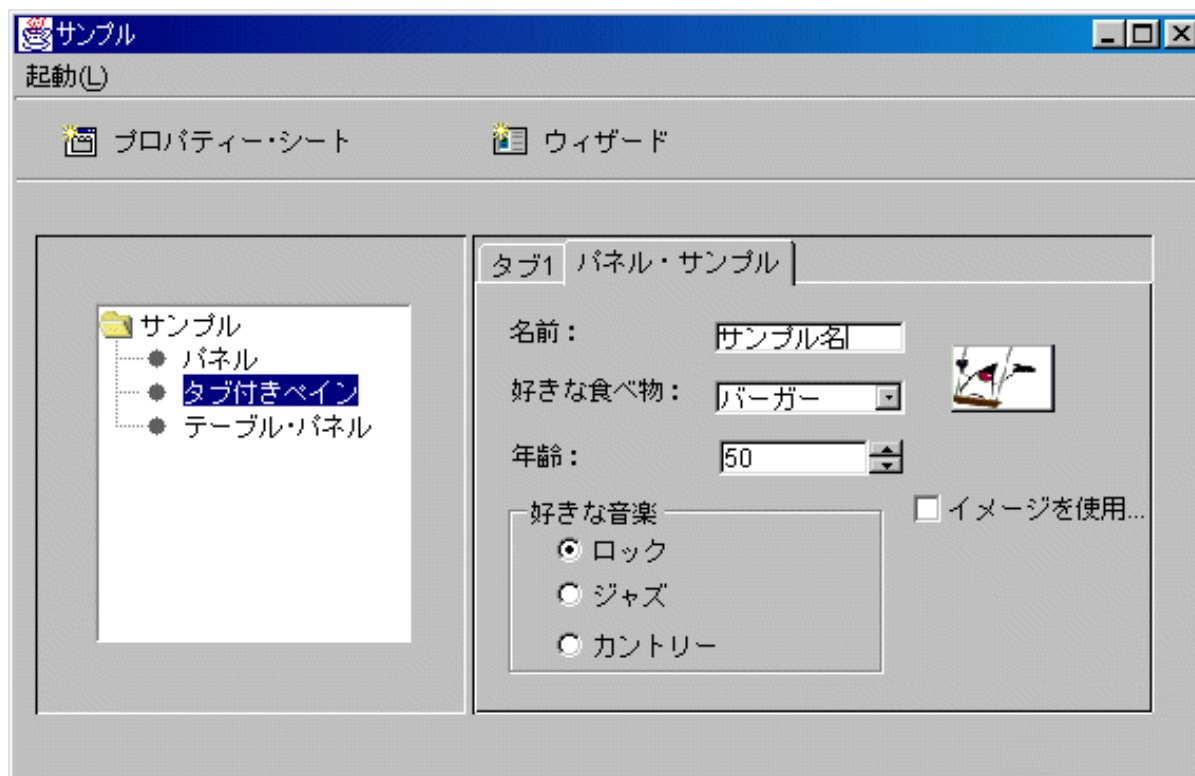 サンプル
起動(L)
プロパティー・シート
ウィザード
サンプル
パネル
タブ付きペイン
テーブル・パネル
タブ1
パネル・サンプル
名前：
サンプル名
好きな食べ物：
バーガー
年齢：
50
好きな音楽
ロック
ジャズ
カントリー
イメージを使用...